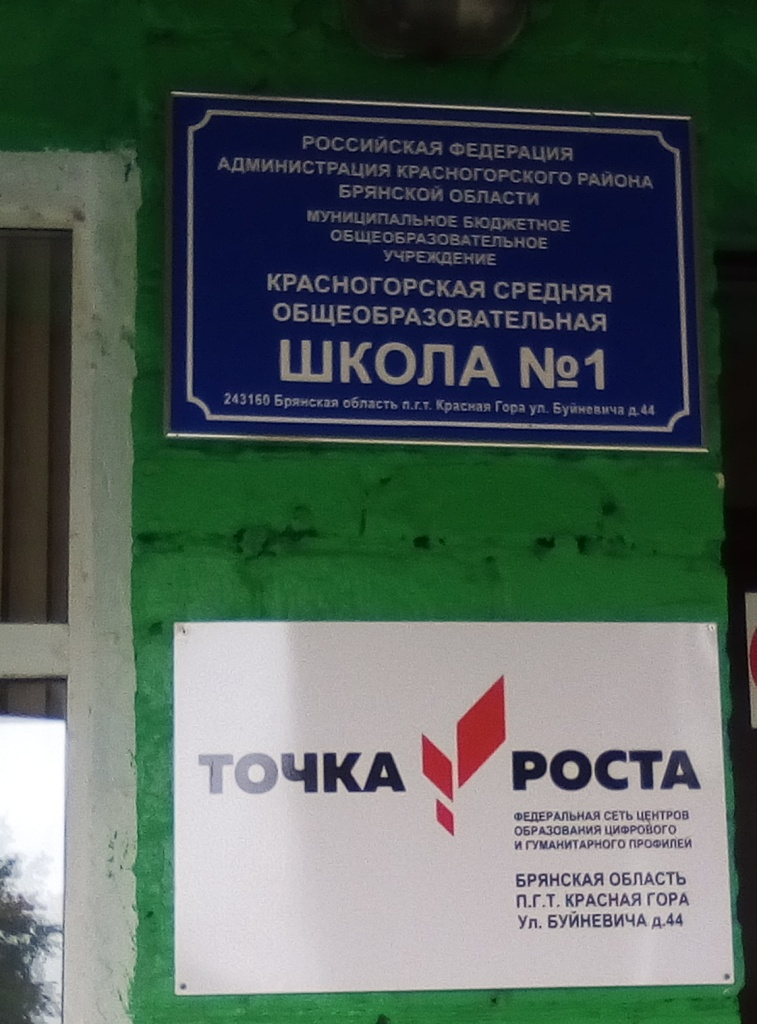 РОССИЙСКАЯ ФЕДЕРАЦИЯ
АДМИНИСТРАЦИЯ КРАСНОГОРСКОГО РАЙОНА
БРЯНСКОЙ ОБЛАСТИ
МУНИЦИПАЛЬНОЕ БЮДЖЕТНОЕ
ОБЩЕОБРАЗОВАТЕЛЬНОЕ
УЧРЕЖДЕНИЕ
КРАСНОГОРСКАЯ СРЕДНЯЯ
ОБЩЕОБРАЗОВАТЕЛЬНАЯ
ШКОЛА №1
243160 Брянская область п.г.т. Красная Гора ул. Буйневича д.44
ТОЧКА РОСТА
ФЕДЕРАЛЬНАЯ СЕТЬ ЦЕНТРОВ
ОБРАЗОВАНИЯ ЦИФРОВОГО
И ГУМАНИТАРНОГО ПРОФИЛЕЙ
БРЯНСКАЯ ОБЛАСТЬ
П.Г.Т. КРАСНАЯ ГОРА
Ул. БУЙНЕВИЧА д.44